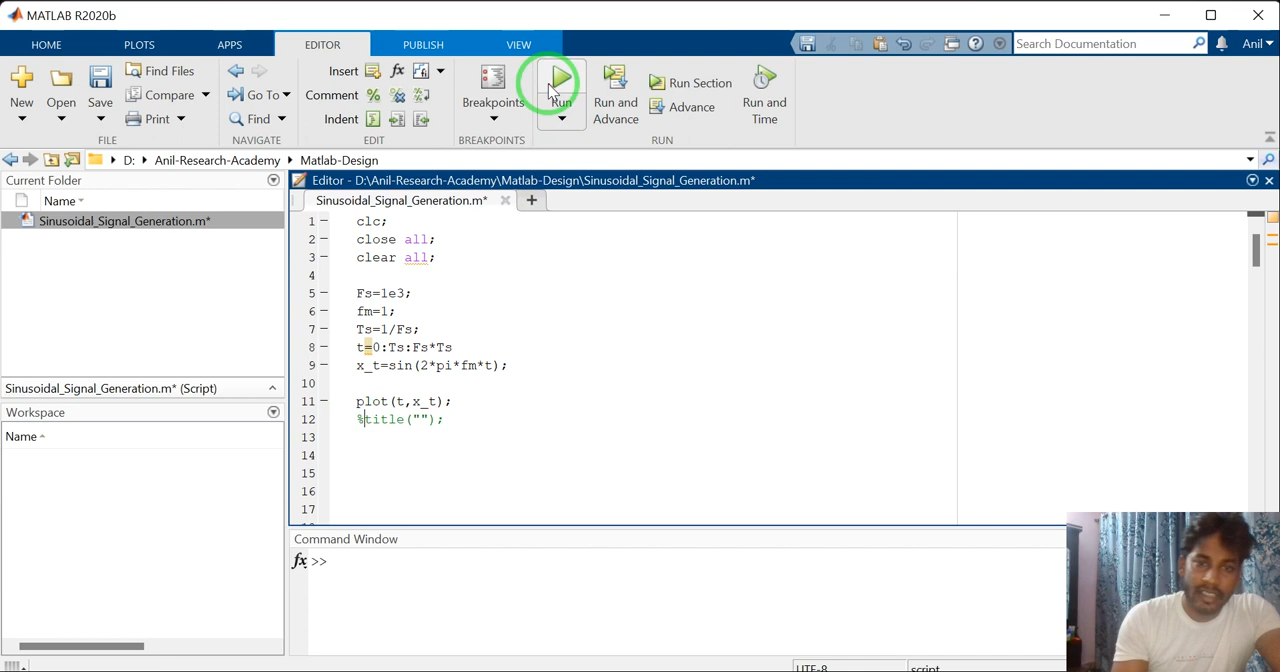 MATLAB R2020b
HOME PLOTS APPS EDITOR PUBLISH VIEW Search Documentation Anil
New Open Save Find Files Compare Print Go To Find Insert fx Comment Indent Breakpoints Run Run and Advance Run Section Advance Run and Time
FILE NAVIGATE EDIT BREAKPOINTS RUN
D: Anil-Research-Academy Matlab-Design
Current Folder
Name
Sinusoidal_Signal_Generation.m*
Sinusoidal_Signal_Generation.m* (Script)
Workspace
Name
Editor - D:\Anil-Research-Academy\Matlab-Design\Sinusoidal_Signal_Generation.m*
Sinusoidal_Signal_Generation.m*
1 clc;
2 close all;
3 clear all;
4
5 Fs=1e3;
6 fm=1;
7 Ts=1/Fs;
8 t=0:Ts:Fs*Ts
9 x_t=sin(2*pi*fm*t);
10
11 plot(t,x_t);
12 %title("");
13
14
15
16
17
Command Window
fx >>
UTF-8 script